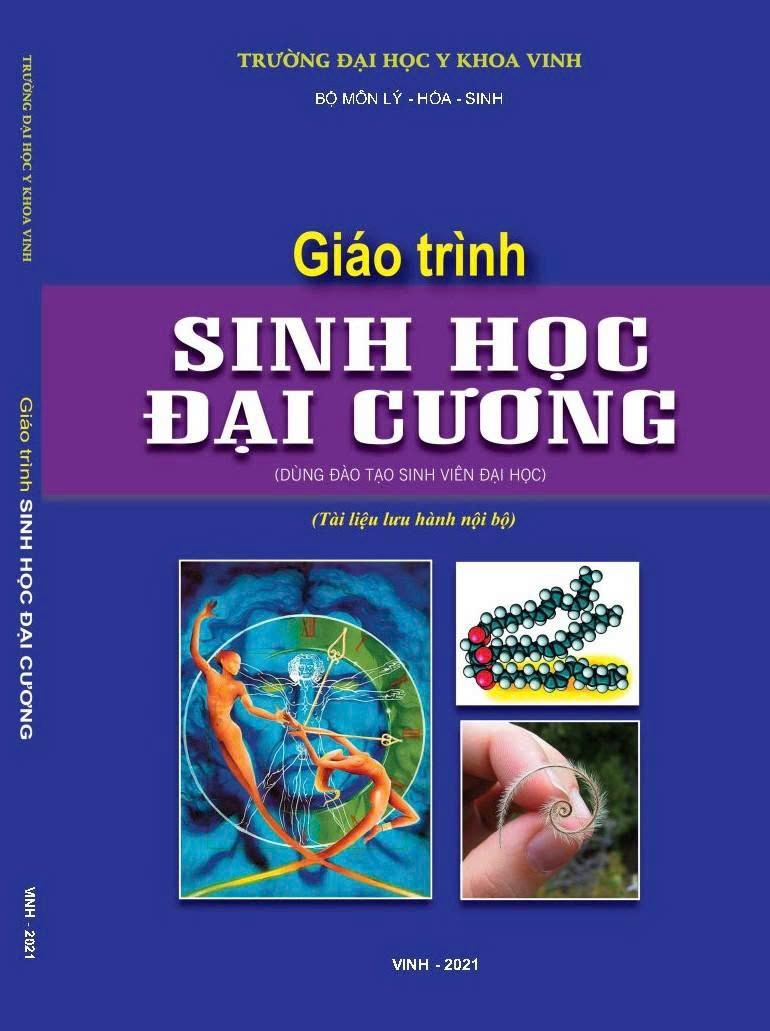 TRƯỜNG ĐẠI HỌC Y KHOA VINH
BỘ MÔN LÝ - HÓA - SINH
Giáo trình
SINH HỌC
ĐẠI CƯƠNG
(DÙNG ĐÀO TẠO SINH VIÊN ĐẠI HỌC)
(Tài liệu lưu hành nội bộ)
XII
VINH - 2021
TRƯỜNG ĐẠI HỌC Y KHOA VINH
Giáo trình SINH HỌC ĐẠI CƯƠNG
VINH - 2021